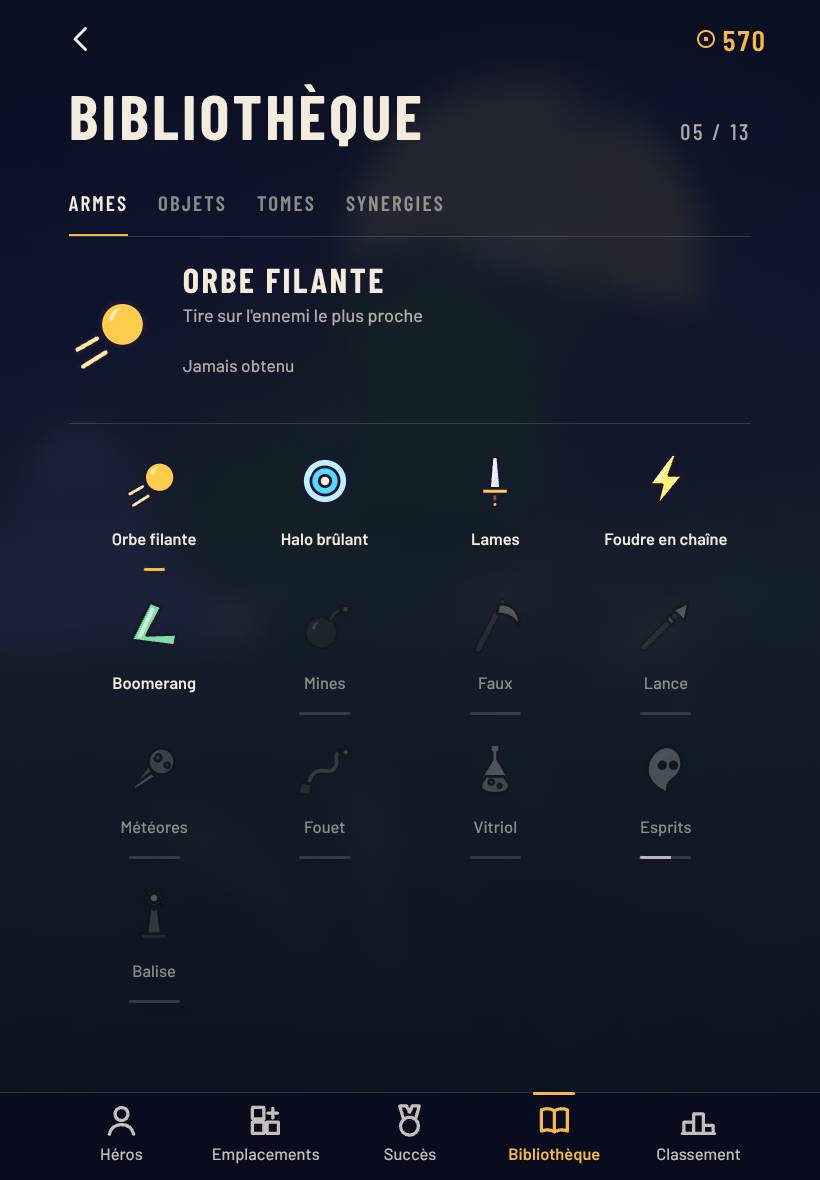 570
BIBLIOTHÈQUE
05 / 13
ARMES OBJETS TOMES SYNERGIES
ORBE FILANTE
Tire sur l'ennemi le plus proche
Jamais obtenu
Orbe filante Halo brûlant Lames Foudre en chaîne
Boomerang Mines Faux Lance
Météores Fouet Vitriol Esprits
Balise
Héros Emplacements Succès Bibliothèque Classement